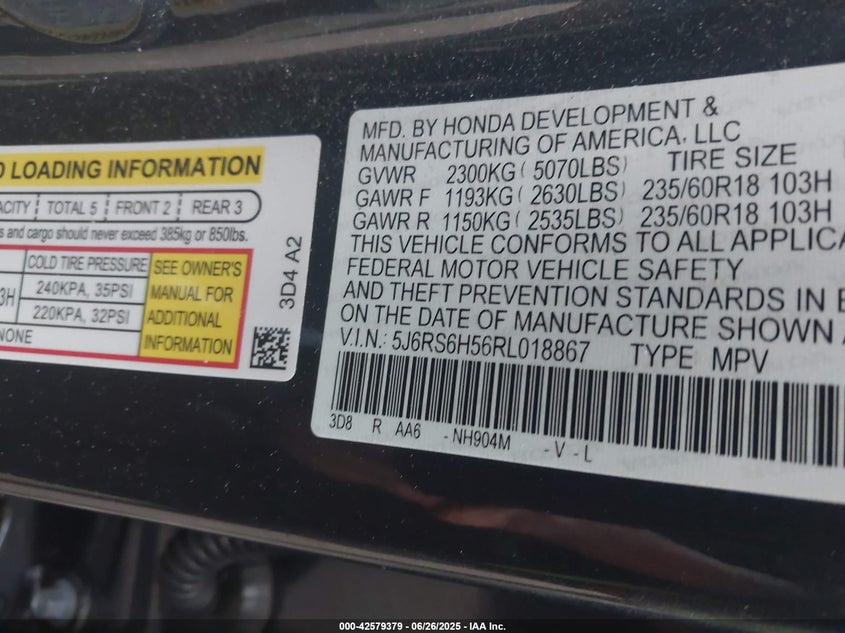 D LOADING INFORMATION
ACITY TOTAL 5 FRONT 2 REAR 3
s and cargo should never exceed 385kg or 850lbs.
COLD TIRE PRESSURE
3H 240KPA, 35PSI
220KPA, 32PSI
NONE
SEE OWNER'S
MANUAL FOR
ADDITIONAL
INFORMATION
3D4 A2
MFD. BY HONDA DEVELOPMENT &
MANUFACTURING OF AMERICA, LLC
GVWR 2300KG ( 5070LBS) TIRE SIZE
GAWR F 1193KG ( 2630LBS) 235/60R18 103H
GAWR R 1150KG ( 2535LBS) 235/60R18 103H
THIS VEHICLE CONFORMS TO ALL APPLICA
FEDERAL MOTOR VEHICLE SAFETY
AND THEFT PREVENTION STANDARDS IN E
ON THE DATE OF MANUFACTURE SHOWN A
V.I.N.: 5J6RS6H56RL018867 TYPE MPV
3D8 R AA6 - NH904M - V - L
000-42579379 - 06/26/2025 - IAA Inc.